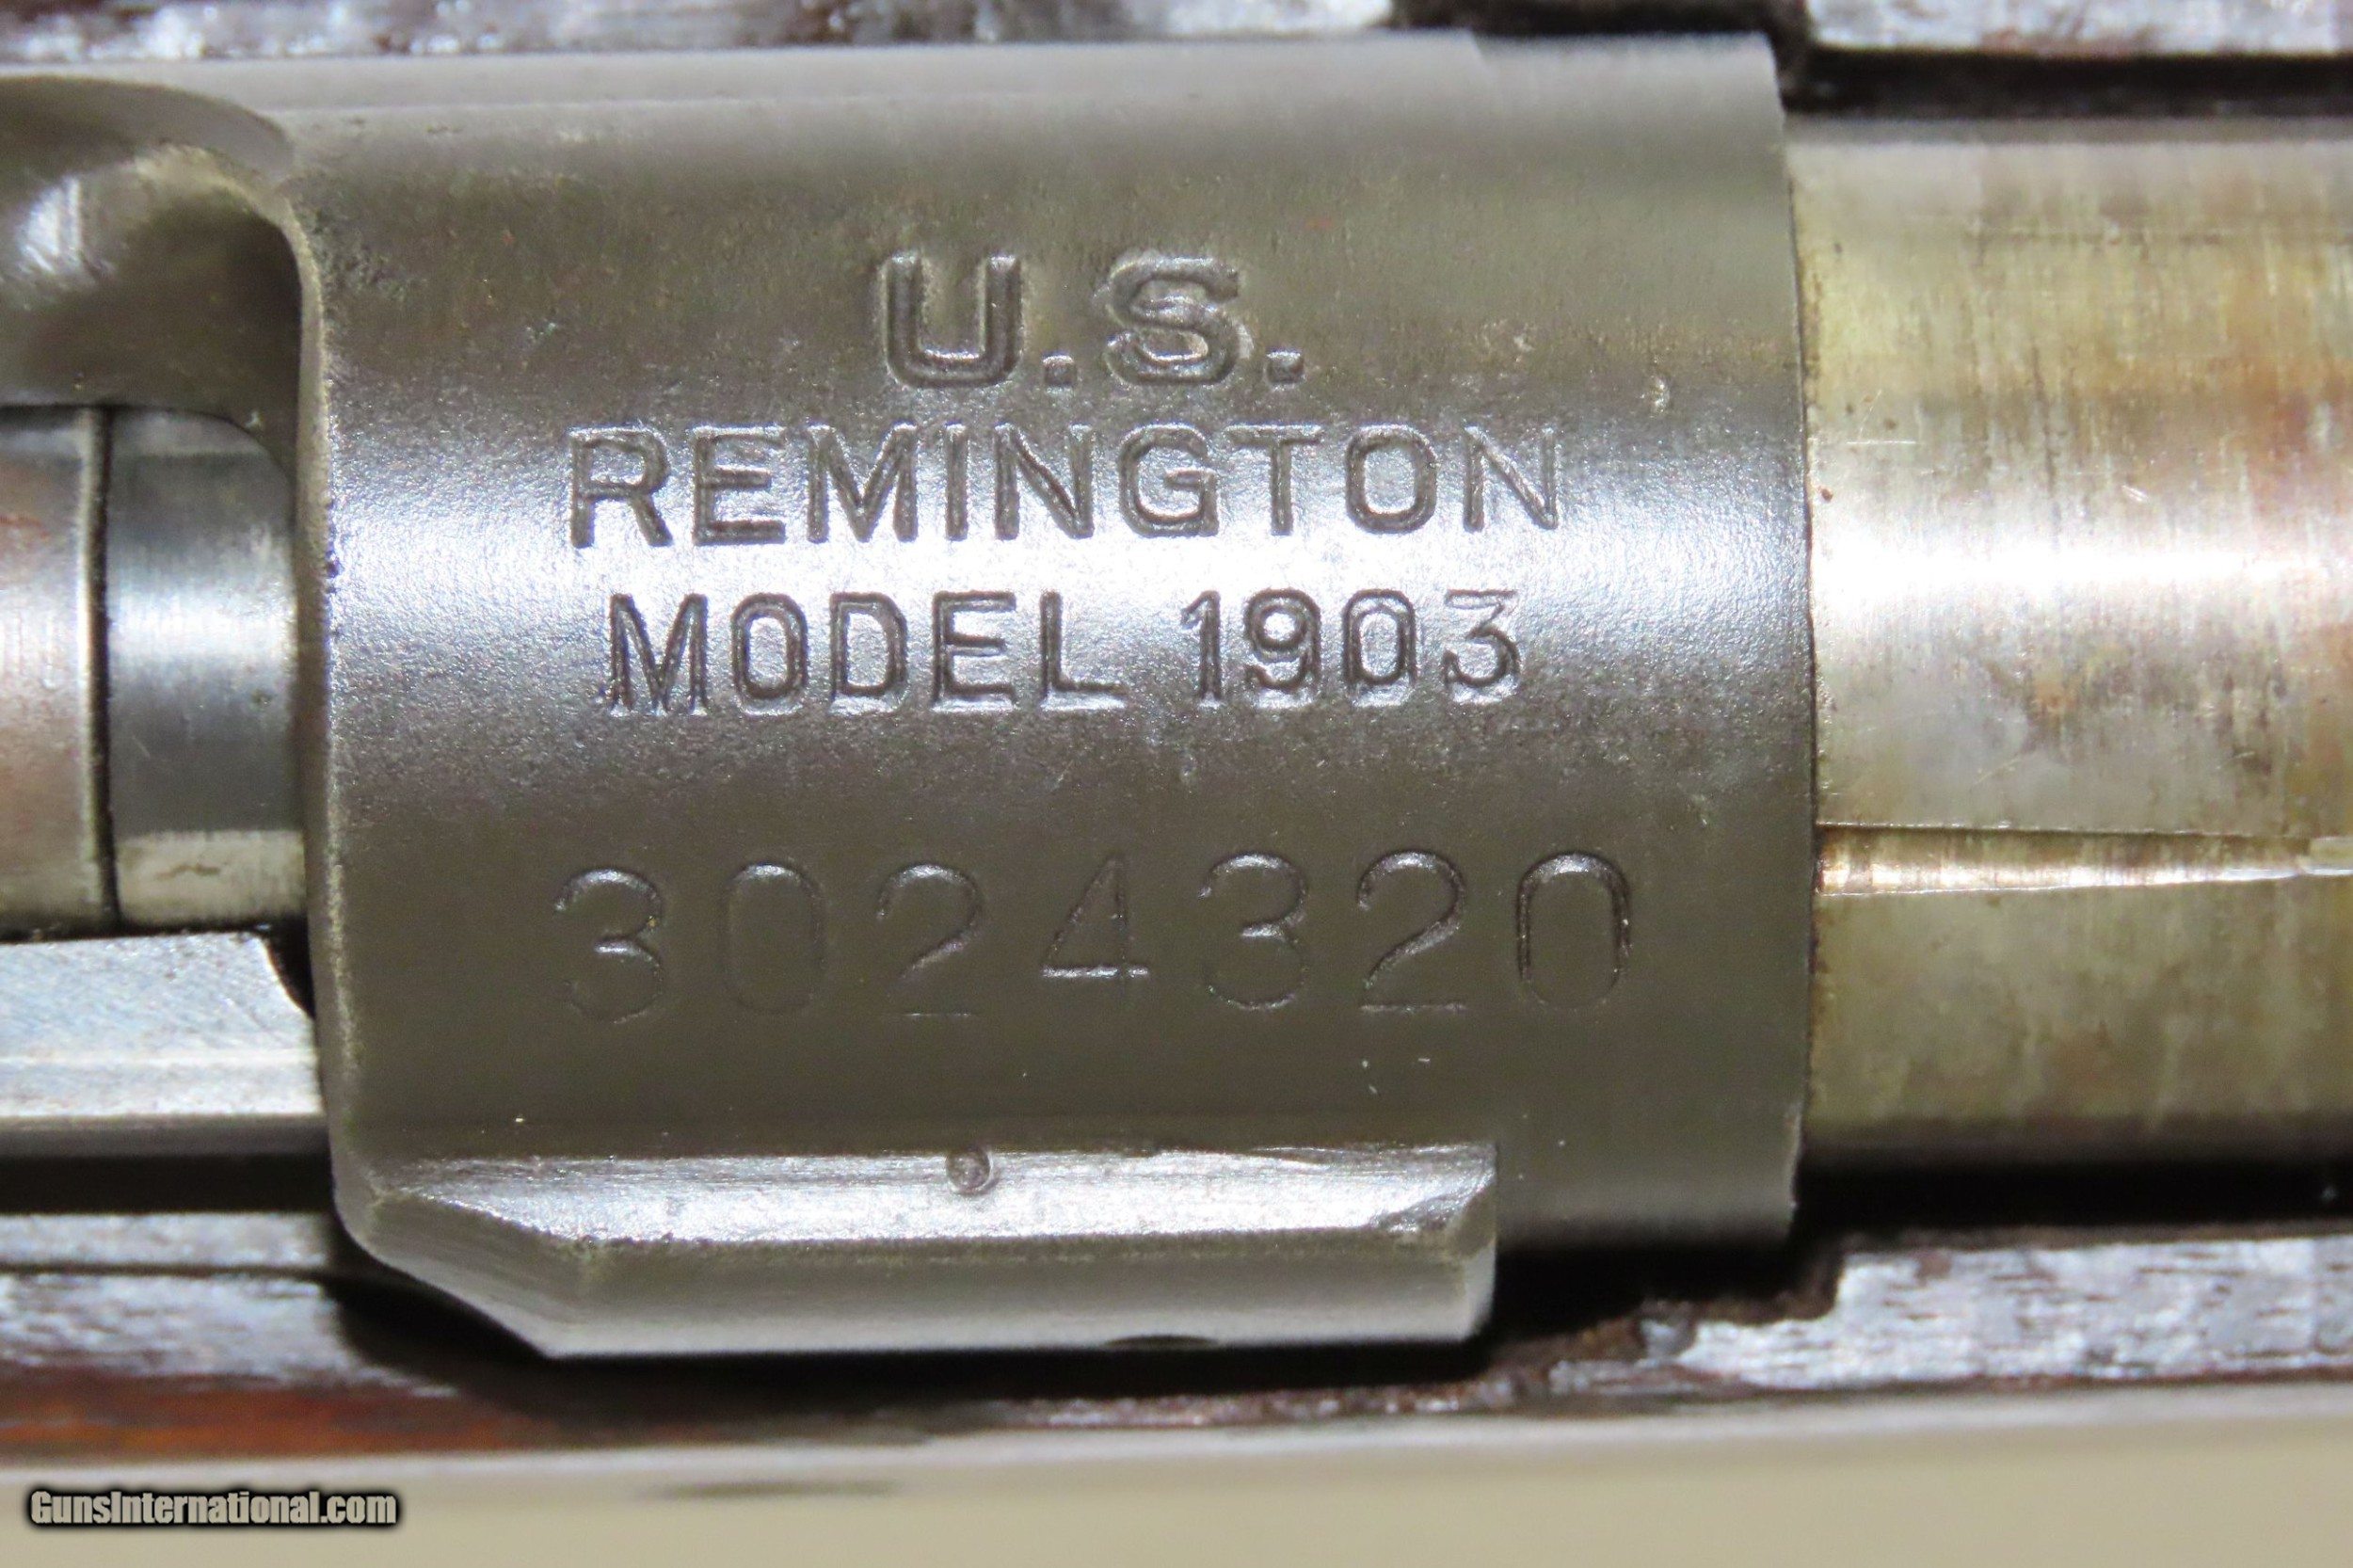 U.S.
REMINGTON
MODEL 1903
3024320
GunsInternational.com